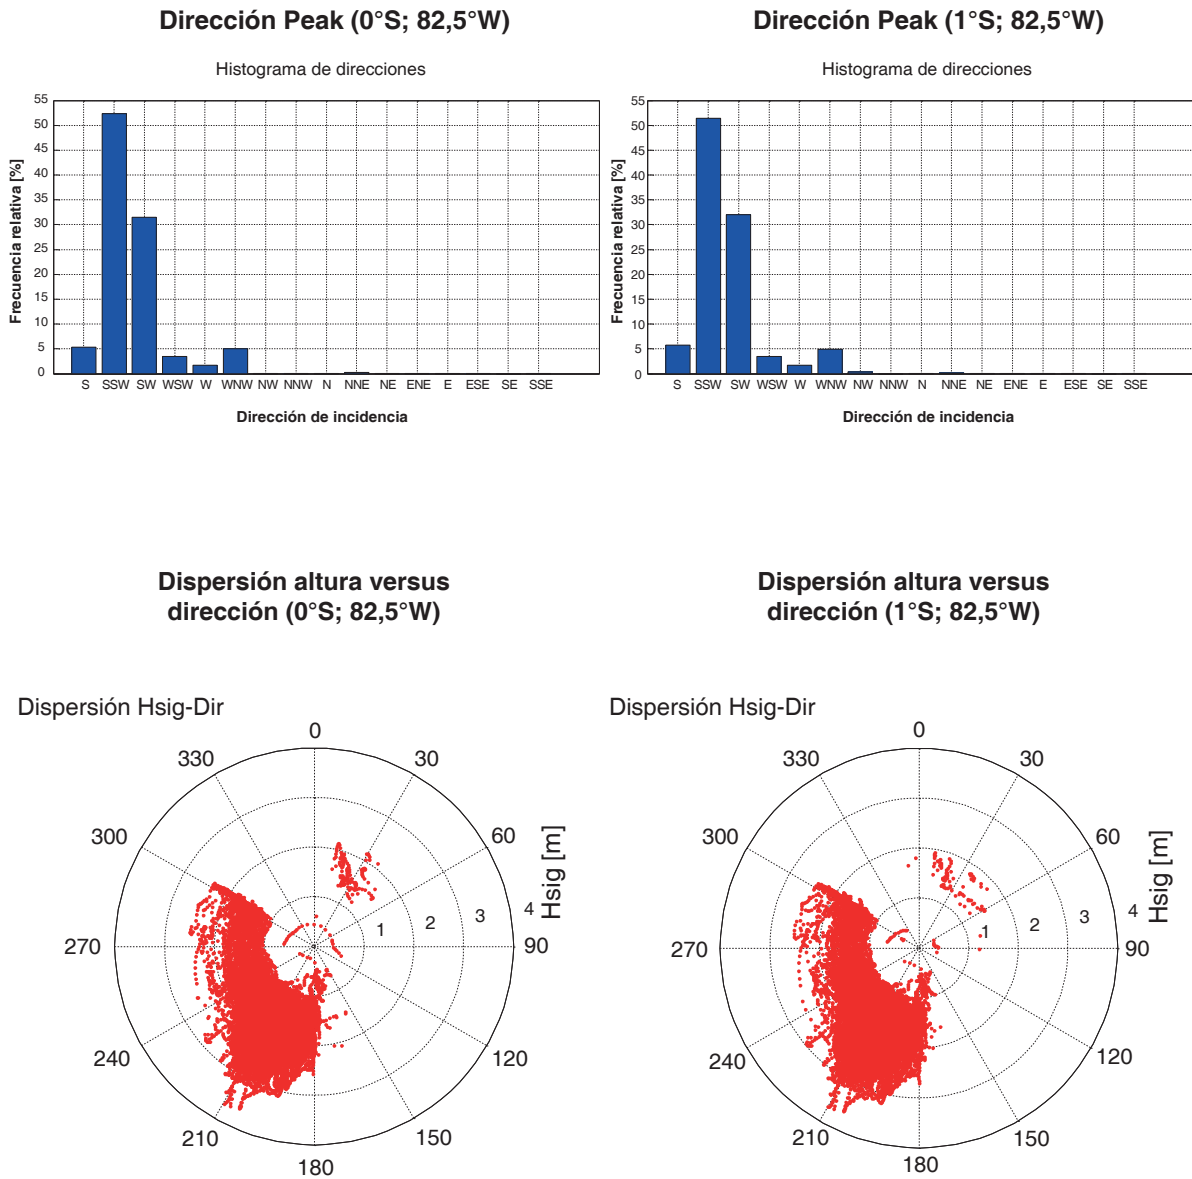 Dirección Peak (0°S; 82,5°W)
Histograma de direcciones
Frecuencia relativa [%]
55
50
45
40
35
30
25
20
15
10
5
0
S SSW SW WSW W WNW NW NNW N NNE NE ENE E ESE SE SSE
Dirección de incidencia
Dirección Peak (1°S; 82,5°W)
Histograma de direcciones
Frecuencia relativa [%]
55
50
45
40
35
30
25
20
15
10
5
0
S SSW SW WSW W WNW NW NNW N NNE NE ENE E ESE SE SSE
Dirección de incidencia
Dispersión altura versus
dirección (0°S; 82,5°W)
Dispersión Hsig-Dir
0
330 30
300 60
Hsig [m]
1 2 3 4
270 90
240 120
210 150
180
Dispersión altura versus
dirección (1°S; 82,5°W)
Dispersión Hsig-Dir
0
330 30
300 60
Hsig [m]
1 2 3 4
270 90
240 120
210 150
180